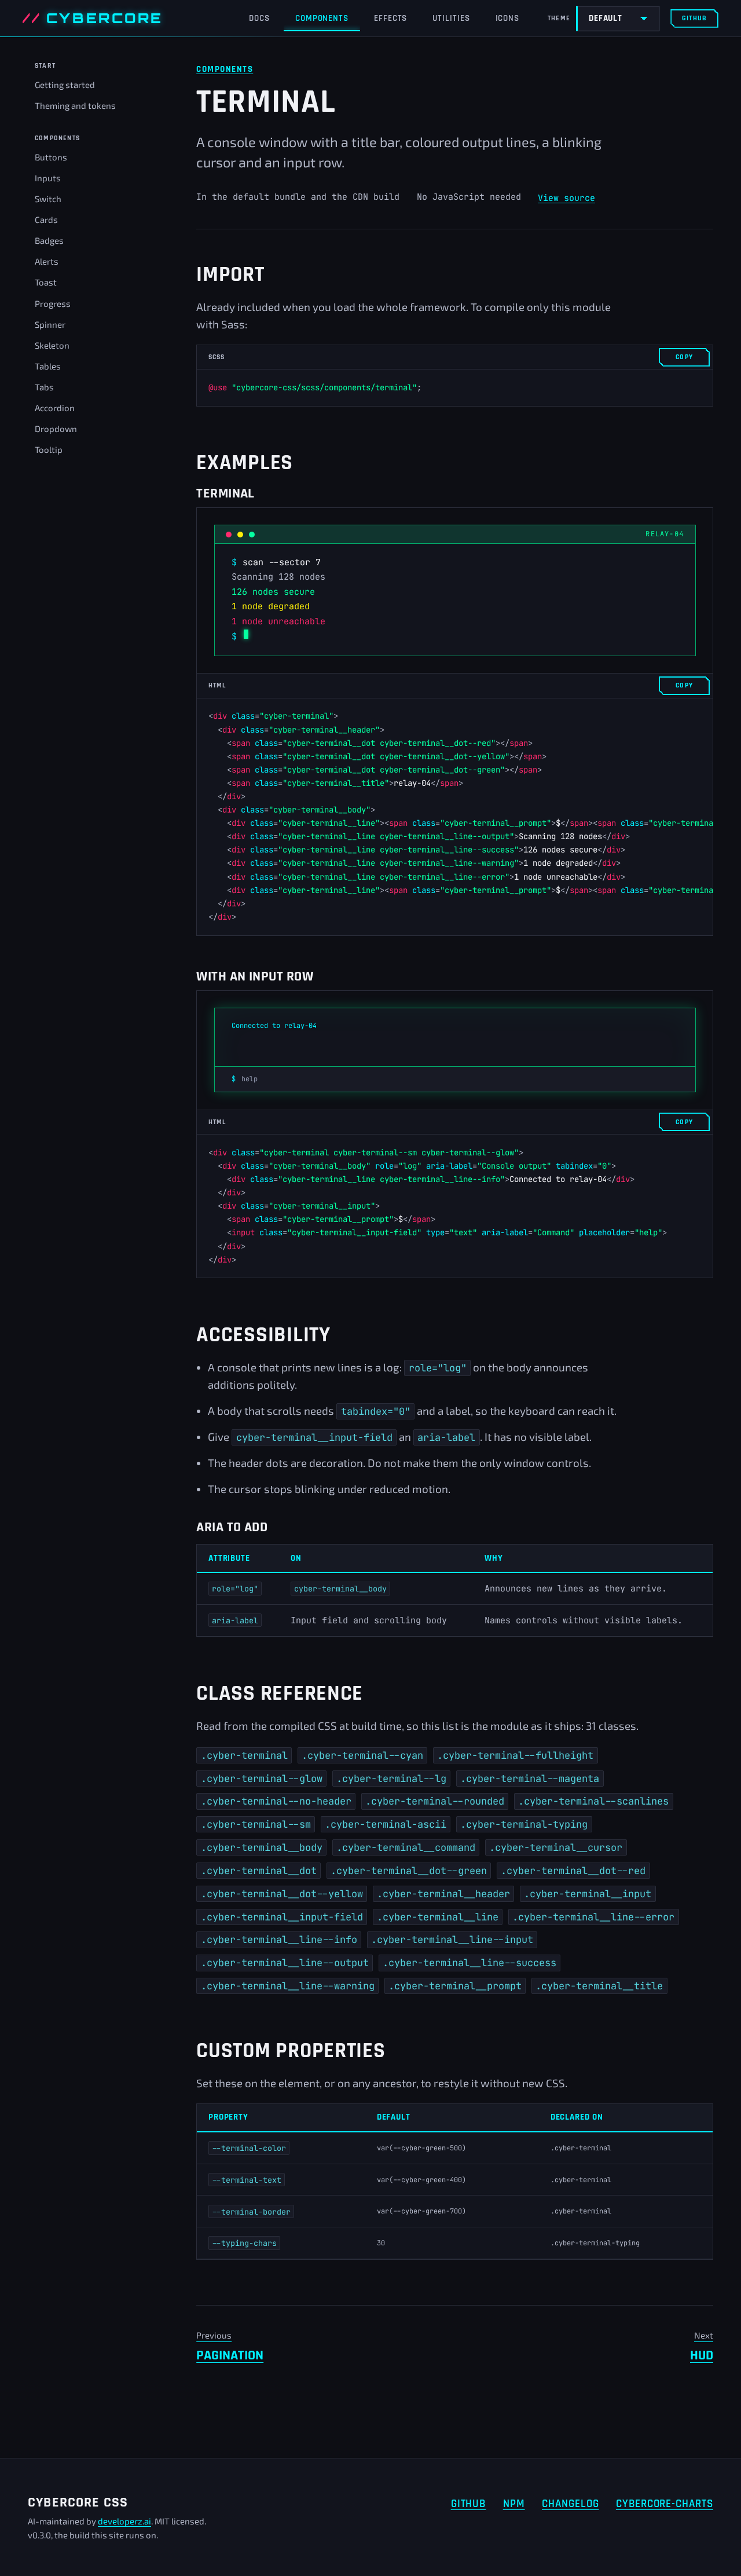 // CYBERCORE
DOCS
COMPONENTS
EFFECTS
UTILITIES
ICONS
THEME
DEFAULT
GITHUB
START
Getting started
Theming and tokens
COMPONENTS
Buttons
Inputs
Switch
Cards
Badges
Alerts
Toast
Progress
Spinner
Skeleton
Tables
Tabs
Accordion
Dropdown
Tooltip
COMPONENTS
TERMINAL
A console window with a title bar, coloured output lines, a blinking
cursor and an input row.
In the default bundle and the CDN build No JavaScript needed View source
IMPORT
Already included when you load the whole framework. To compile only this module
with Sass:
SCSS
COPY
@use "cybercore-css/scss/components/terminal";
EXAMPLES
TERMINAL
RELAY-04
$ scan --sector 7
Scanning 128 nodes
126 nodes secure
1 node degraded
1 node unreachable
$
HTML
COPY
<div class="cyber-terminal">
<div class="cyber-terminal__header">
<span class="cyber-terminal__dot cyber-terminal__dot--red"></span>
<span class="cyber-terminal__dot cyber-terminal__dot--yellow"></span>
<span class="cyber-terminal__dot cyber-terminal__dot--green"></span>
<span class="cyber-terminal__title">relay-04</span>
</div>
<div class="cyber-terminal__body">
<div class="cyber-terminal__line"><span class="cyber-terminal__prompt">$</span><span class="cyber-termina
<div class="cyber-terminal__line cyber-terminal__line--output">Scanning 128 nodes</div>
<div class="cyber-terminal__line cyber-terminal__line--success">126 nodes secure</div>
<div class="cyber-terminal__line cyber-terminal__line--warning">1 node degraded</div>
<div class="cyber-terminal__line cyber-terminal__line--error">1 node unreachable</div>
<div class="cyber-terminal__line"><span class="cyber-terminal__prompt">$</span><span class="cyber-termina
</div>
</div>
WITH AN INPUT ROW
Connected to relay-04
$ help
HTML
COPY
<div class="cyber-terminal cyber-terminal--sm cyber-terminal--glow">
<div class="cyber-terminal__body" role="log" aria-label="Console output" tabindex="0">
<div class="cyber-terminal__line cyber-terminal__line--info">Connected to relay-04</div>
</div>
<div class="cyber-terminal__input">
<span class="cyber-terminal__prompt">$</span>
<input class="cyber-terminal__input-field" type="text" aria-label="Command" placeholder="help">
</div>
</div>
ACCESSIBILITY
• A console that prints new lines is a log: role="log" on the body announces
additions politely.
• A body that scrolls needs tabindex="0" and a label, so the keyboard can reach it.
• Give cyber-terminal__input-field an aria-label. It has no visible label.
• The header dots are decoration. Do not make them the only window controls.
• The cursor stops blinking under reduced motion.
ARIA TO ADD
ATTRIBUTE ON WHY
role="log" cyber-terminal__body Announces new lines as they arrive.
aria-label Input field and scrolling body Names controls without visible labels.
CLASS REFERENCE
Read from the compiled CSS at build time, so this list is the module as it ships: 31 classes.
.cyber-terminal .cyber-terminal--cyan .cyber-terminal--fullheight
.cyber-terminal--glow .cyber-terminal--lg .cyber-terminal--magenta
.cyber-terminal--no-header .cyber-terminal--rounded .cyber-terminal--scanlines
.cyber-terminal--sm .cyber-terminal-ascii .cyber-terminal-typing
.cyber-terminal__body .cyber-terminal__command .cyber-terminal__cursor
.cyber-terminal__dot .cyber-terminal__dot--green .cyber-terminal__dot--red
.cyber-terminal__dot--yellow .cyber-terminal__header .cyber-terminal__input
.cyber-terminal__input-field .cyber-terminal__line .cyber-terminal__line--error
.cyber-terminal__line--info .cyber-terminal__line--input
.cyber-terminal__line--output .cyber-terminal__line--success
.cyber-terminal__line--warning .cyber-terminal__prompt .cyber-terminal__title
CUSTOM PROPERTIES
Set these on the element, or on any ancestor, to restyle it without new CSS.
PROPERTY DEFAULT DECLARED ON
--terminal-color var(--cyber-green-500) .cyber-terminal
--terminal-text var(--cyber-green-400) .cyber-terminal
--terminal-border var(--cyber-green-700) .cyber-terminal
--typing-chars 30 .cyber-terminal-typing
Previous
PAGINATION
Next
HUD
CYBERCORE CSS
AI-maintained by developerz.ai. MIT licensed.
v0.3.0, the build this site runs on.
GITHUB NPM CHANGELOG CYBERCORE-CHARTS